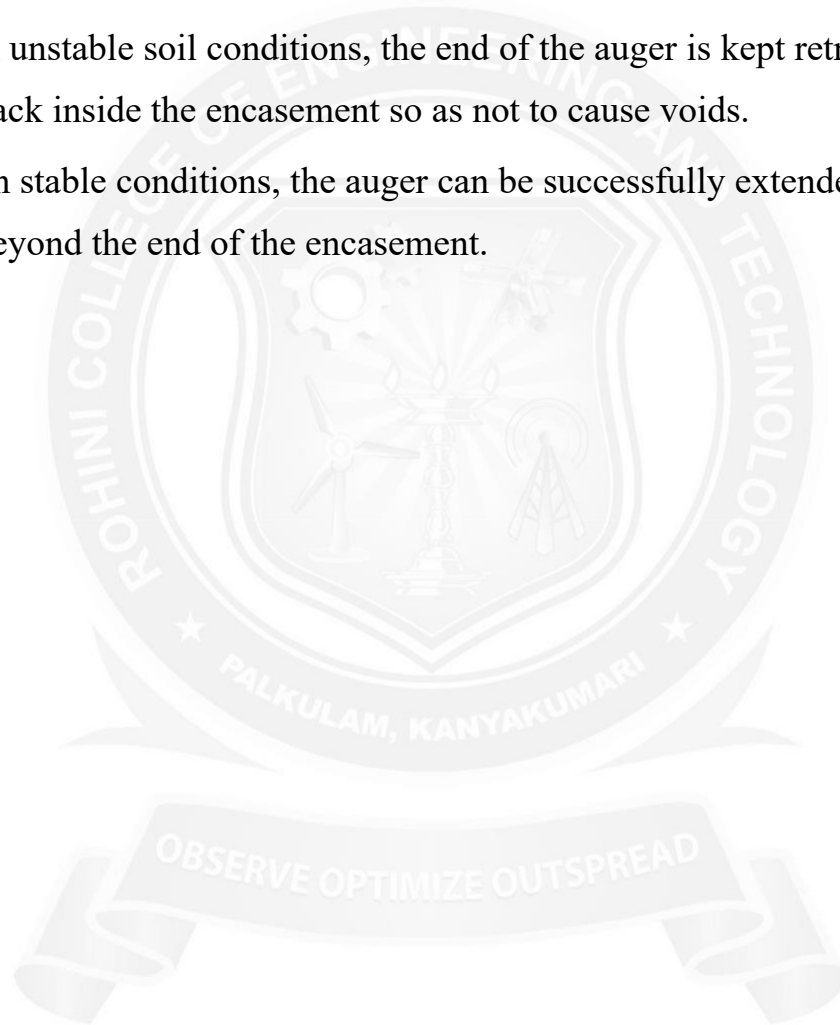 unstable soil conditions, the end of the auger is kept
inside the encasement so as not to cause voids.
stable conditions, the auger can be successfully
the end of the encasement.
ROHINI COLLEGE OF ENGINEERING AND TECHNOLOGY
PALKULAM, KANYAKUMARI
OBSERVE OPTIMIZE OUTSPREAD